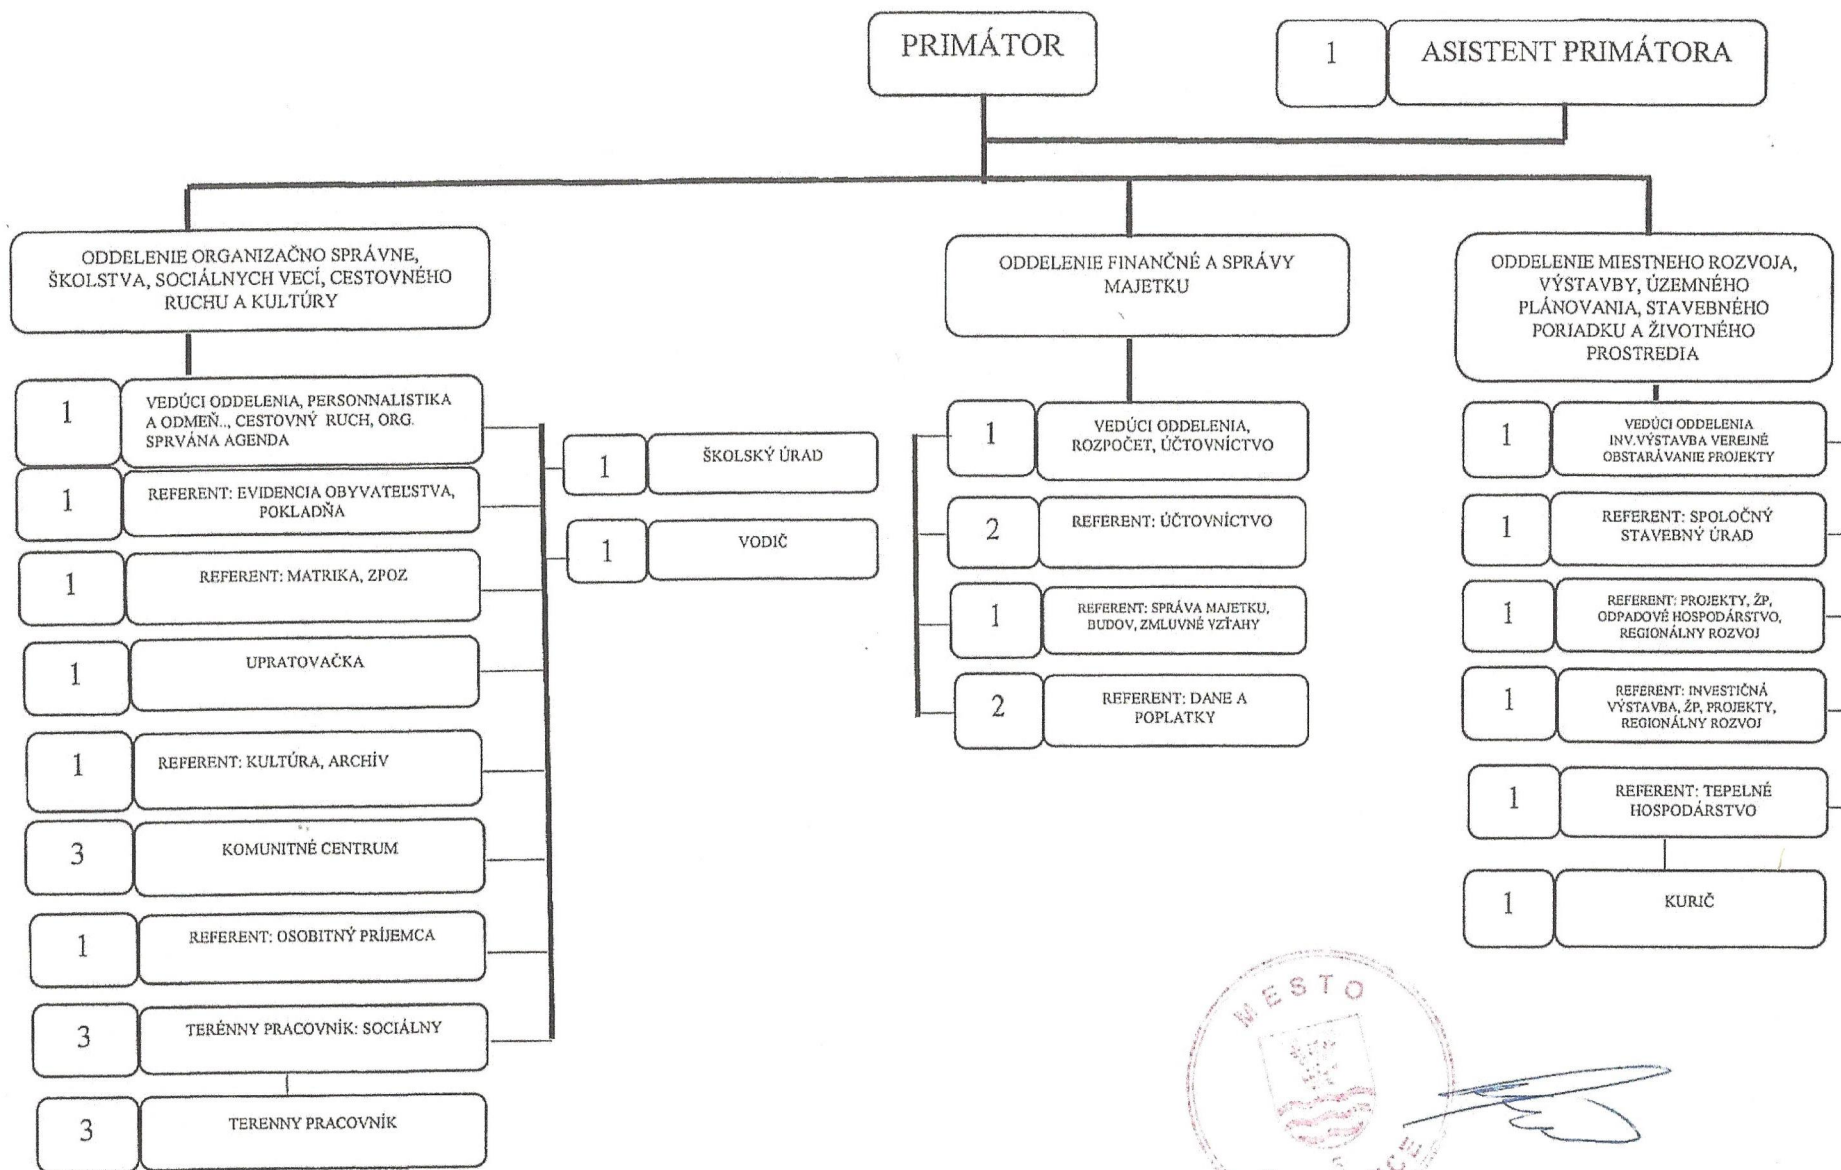 PRIMÁTOR
1
ASISTENT PRIMÁTORA
ODDELENIE ORGANIZAČNO SPRÁVNE,
ŠKOLSTVA, SOCIÁLNYCH VECÍ, CESTOVNÉHO
RUCHU A KULTÚRY
1
VEDÚCI ODDELENIA, PERSONNALISTIKA
A ODMEŇ.., CESTOVNÝ RUCH, ORG.
SPRVÁNA AGENDA
1
REFERENT: EVIDENCIA OBYVATEĽSTVA,
POKLADŇA
1
REFERENT: MATRIKA, ZPOZ
1
UPRATOVAČKA
1
REFERENT: KULTÚRA, ARCHÍV
3
KOMUNITNÉ CENTRUM
1
REFERENT: OSOBITNÝ PRÍJEMCA
3
TERÉNNY PRACOVNÍK: SOCIÁLNY
3
TERENNY PRACOVNÍK
1
ŠKOLSKÝ ÚRAD
1
VODIČ
ODDELENIE FINANČNÉ A SPRÁVY
MAJETKU
1
VEDÚCI ODDELENIA,
ROZPOČET, ÚČTOVNÍCTVO
2
REFERENT: ÚČTOVNÍCTVO
1
REFERENT: SPRÁVA MAJETKU,
BUDOV, ZMLUVNÉ VZŤAHY
2
REFERENT: DANE A
POPLATKY
ODDELENIE MIESTNEHO ROZVOJA,
VÝSTAVBY, ÚZEMNÉHO
PLÁNOVANIA, STAVEBNÉHO
PORIADKU A ŽIVOTNÉHO
PROSTREDIA
1
VEDÚCI ODDELENIA
INV.VÝSTAVBA VEREJNÉ
OBSTARÁVANIE PROJEKTY
1
REFERENT: SPOLOČNÝ
STAVEBNÝ ÚRAD
1
REFERENT: PROJEKTY, ŽP,
ODPADOVÉ HOSPODÁRSTVO,
REGIONÁLNY ROZVOJ
1
REFERENT: INVESTIČNÁ
VÝSTAVBA, ŽP, PROJEKTY,
REGIONÁLNY ROZVOJ
1
REFERENT: TEPELNÉ
HOSPODÁRSTVO
1
KURIČ
MESTO
5